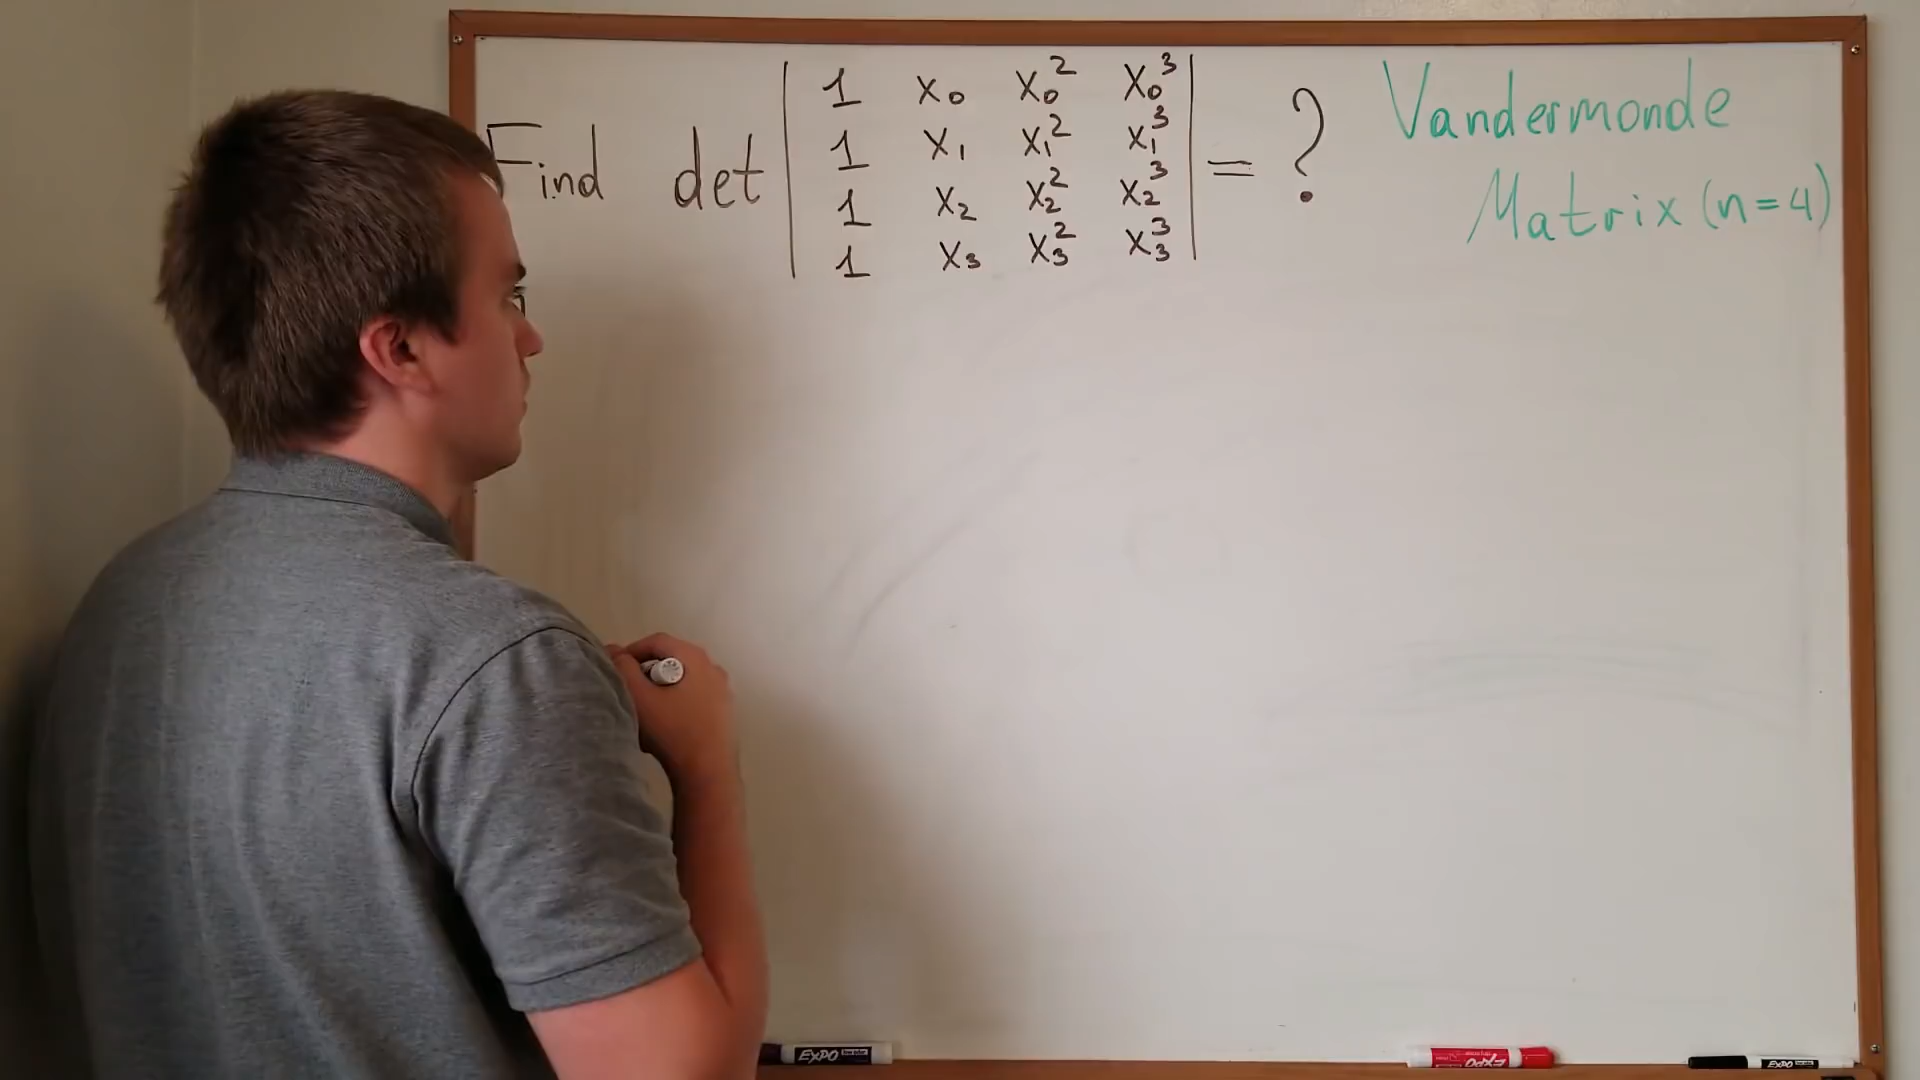 Find det | 1 x₀ x₀² x₀³ | = ?
| 1 x₁ x₁² x₁³ |
| 1 x₂ x₂² x₂³ |
| 1 x₃ x₃² x₃³ |
Vandermonde
Matrix (n=4)
EXPO
EXPO
EXPO